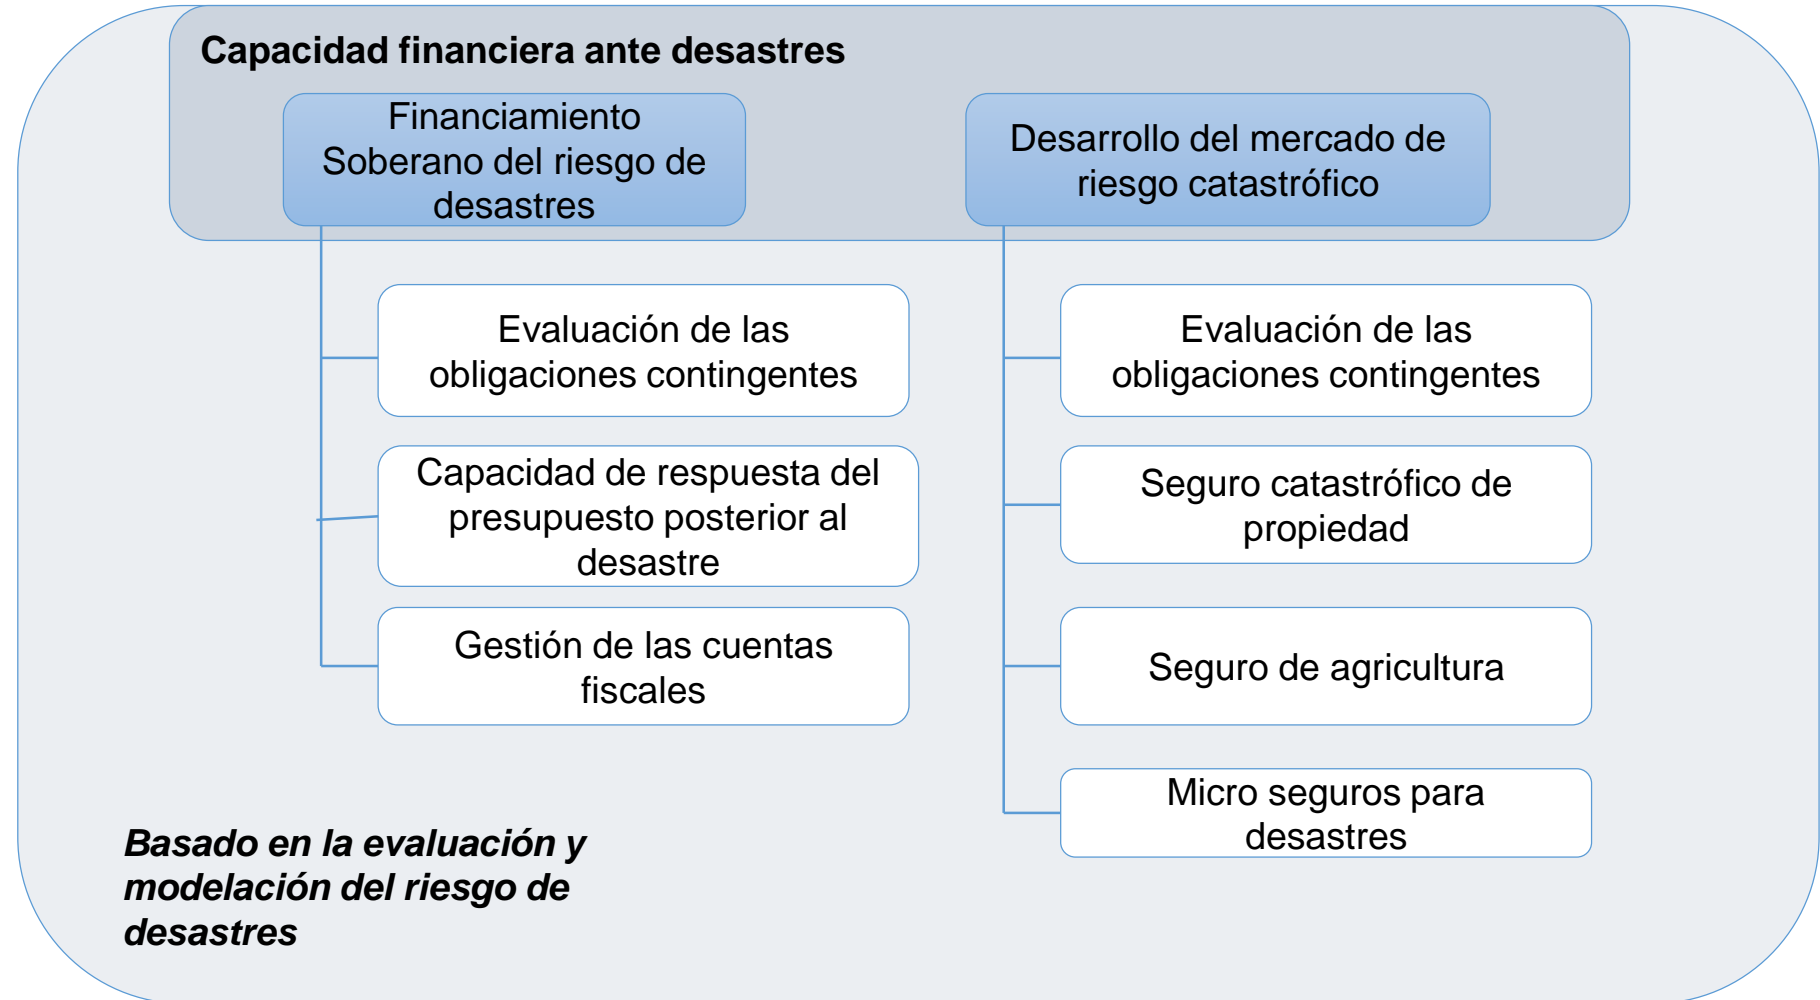 Capacidad financiera ante desastres
Financiamiento
Soberano del riesgo de
desastres
Evaluación de las
obligaciones contingentes
Capacidad de respuesta del
presupuesto posterior al
desastre
Gestión de las cuentas
fiscales
Desarrollo del mercado de
riesgo catastrófico
Evaluación de las
obligaciones contingentes
Seguro catastrófico de
propiedad
Seguro de agricultura
Micro seguros para
desastres
Basado en la evaluación y
modelación del riesgo de
desastres